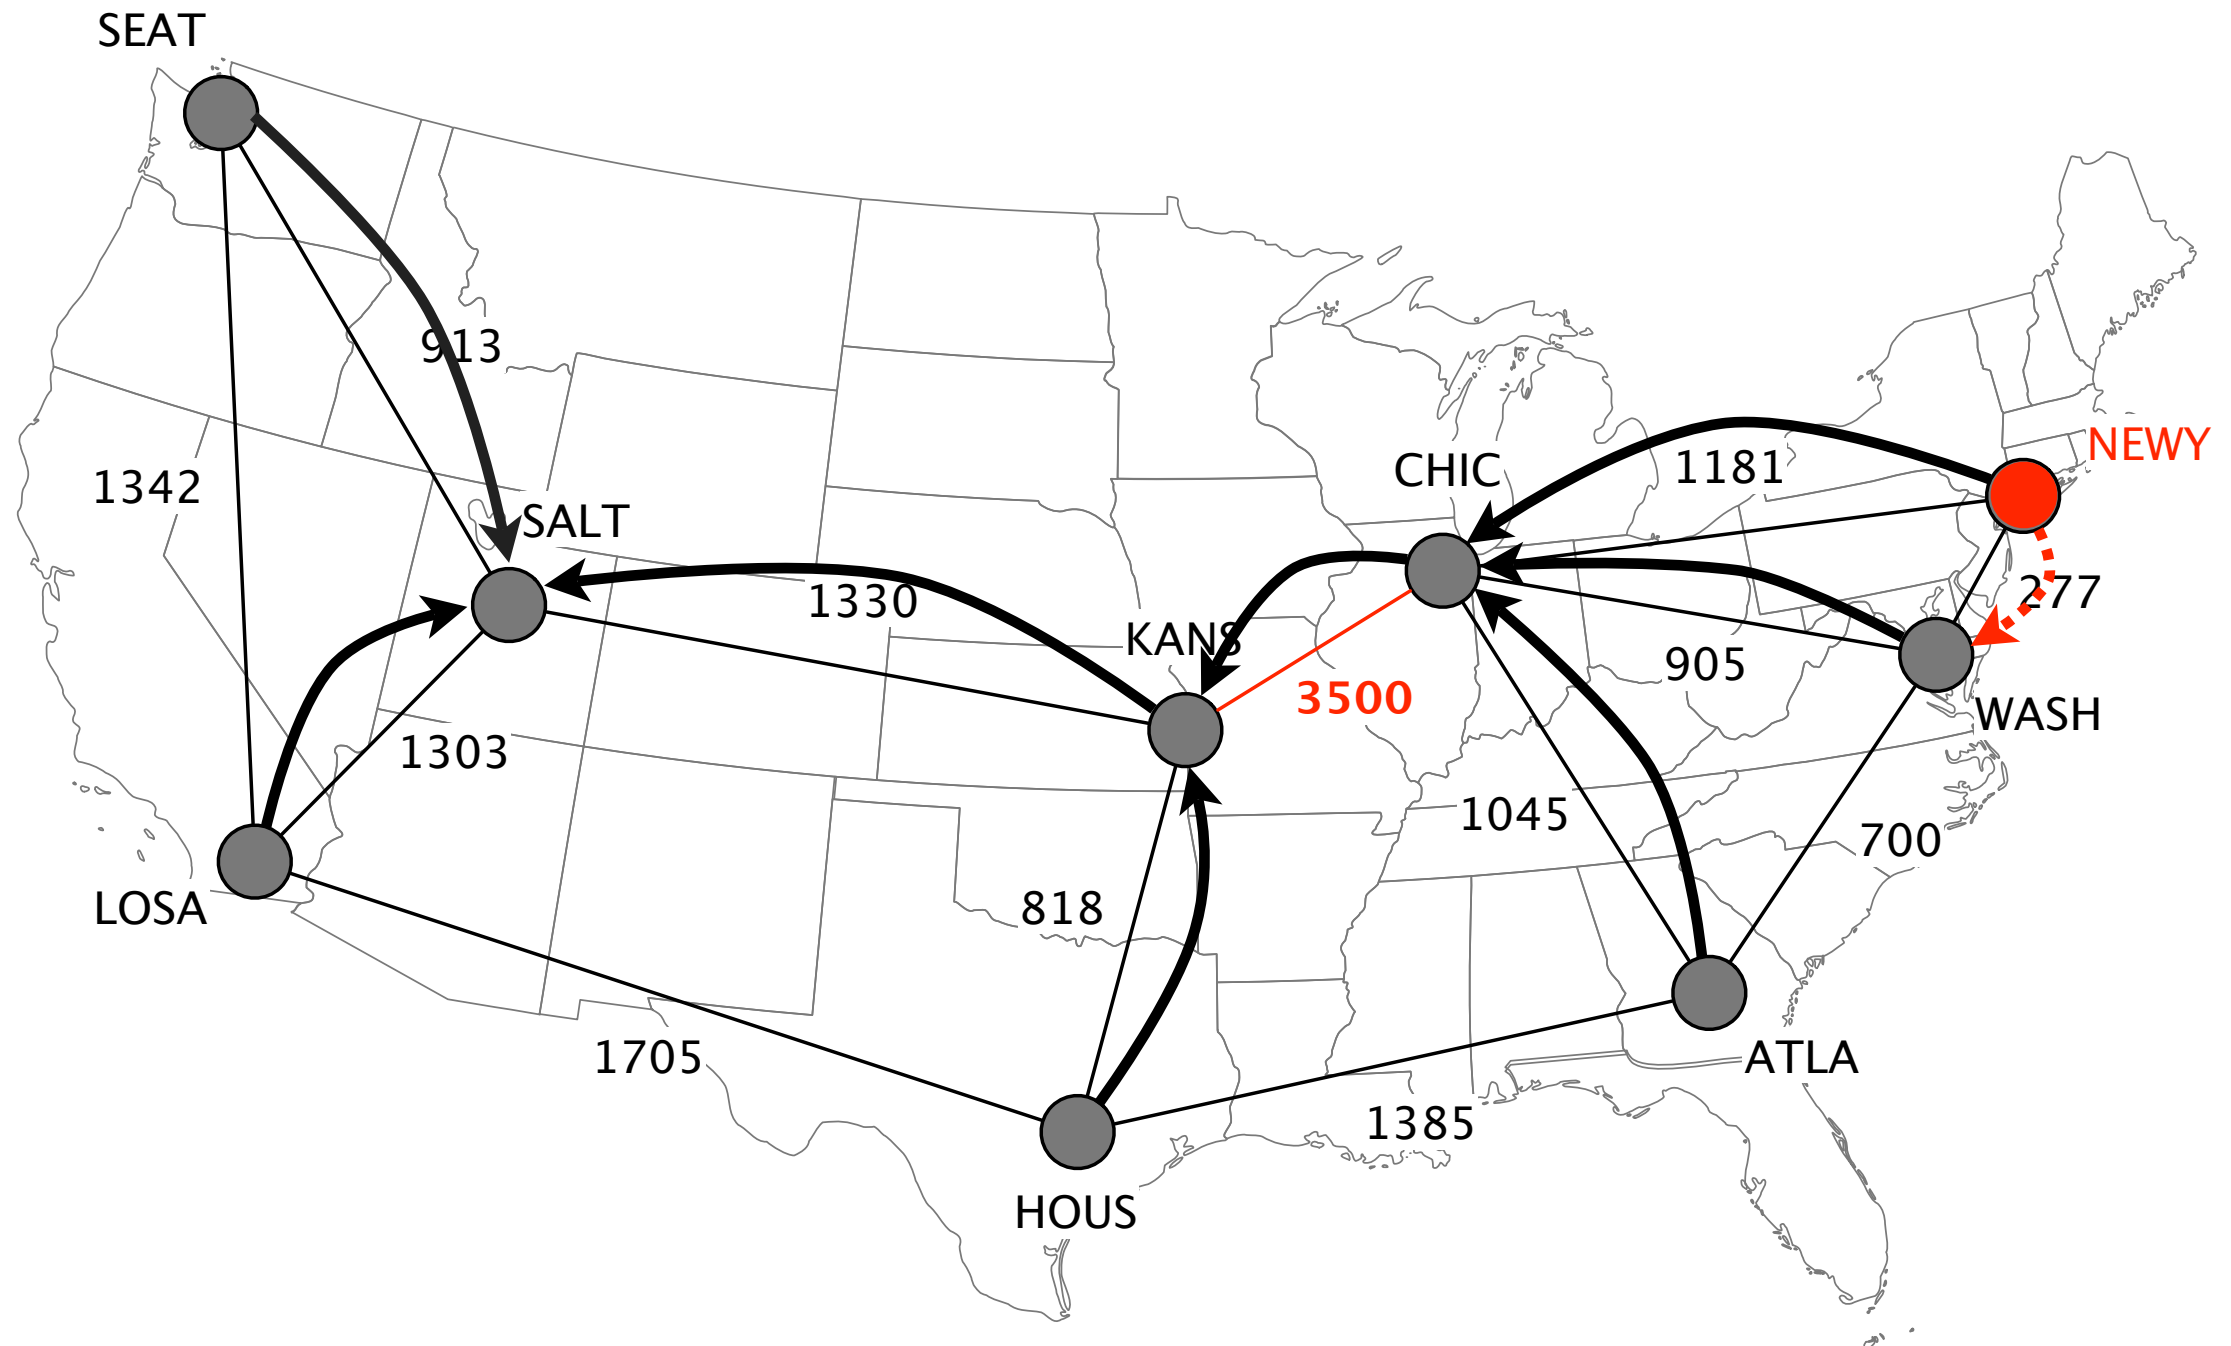 SEAT
913
NEWY
CHIC
1181
1342
SALT
277
1330
KANS
905
3500
WASH
1303
1045
700
818
LOSA
1705
ATLA
1385
HOUS